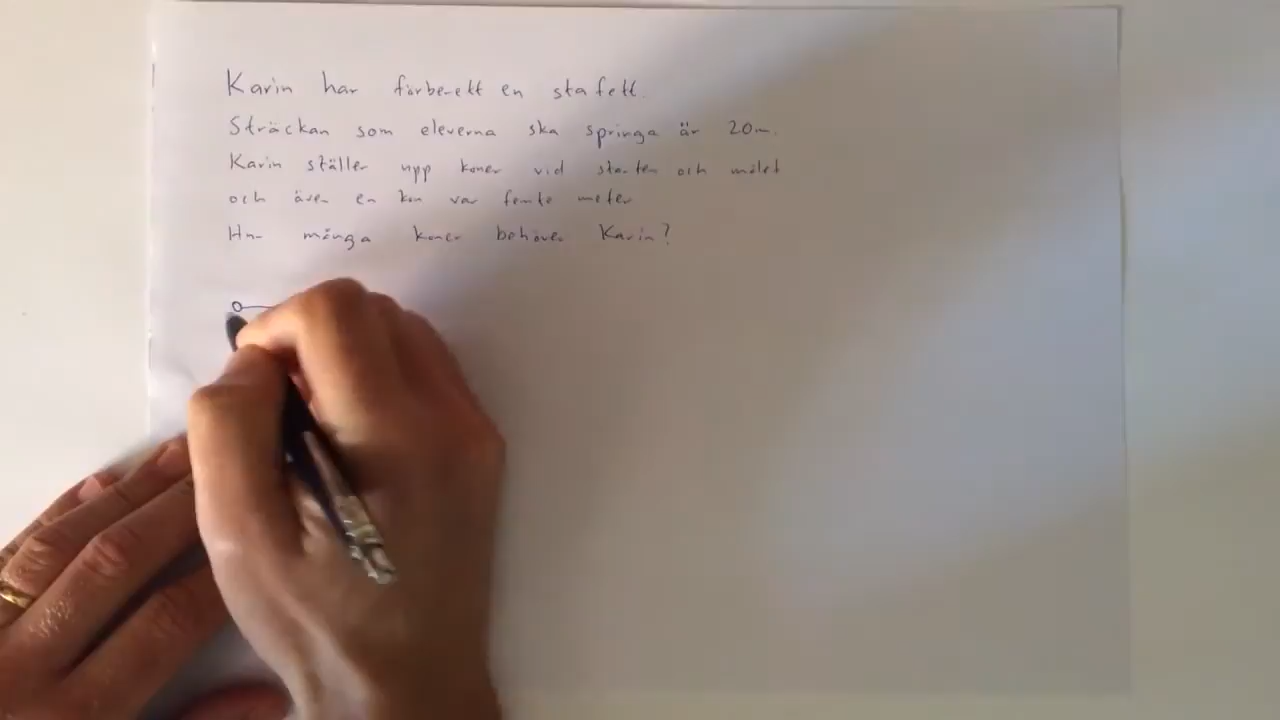 Karin har förberett en stafett.
Sträckan som eleverna ska springa är 20m.
Karin ställer upp koner vid starten och målet
och även en kon var femte meter
Hur många koner behöver Karin?